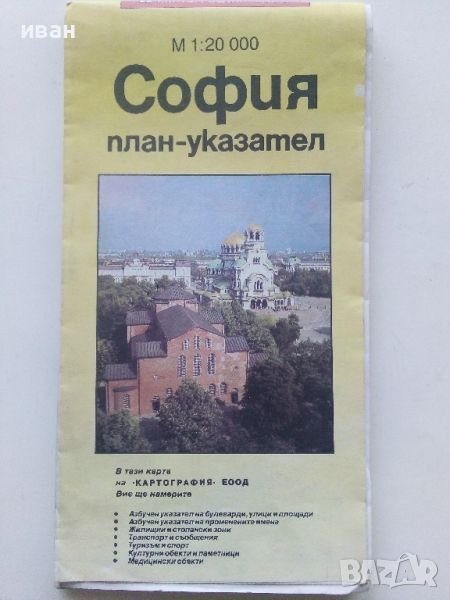 иван
М 1:20 000
София
план-указател
В тази карта
на "КАРТОГРАФИЯ" ЕООД
Вие ще намерите
• Азбучен указател на булеварди, улици и площади
• Азбучен указател на променените имена
• Жилищни и стопански зони
• Транспорт и съобщения
• Туризъм и спорт
• Културни обекти и паметници
• Медицински обекти
BAZAR.bg